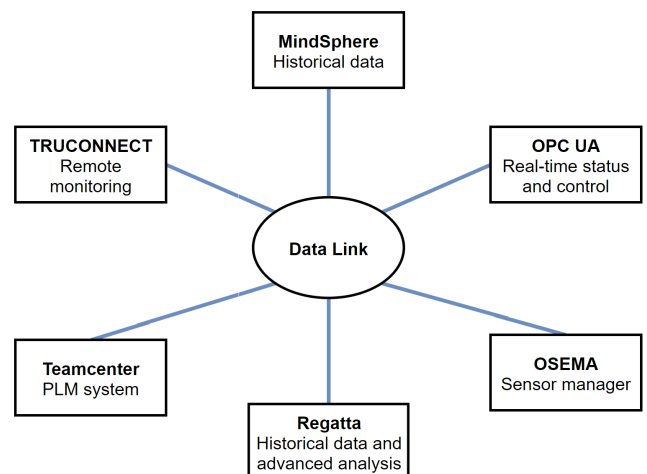 MindSphere
Historical data
TRUCONNECT
Remote
monitoring
OPC UA
Real-time status
and control
Data Link
Teamcenter
PLM system
OSEMA
Sensor manager
Regatta
Historical data and
advanced analysis